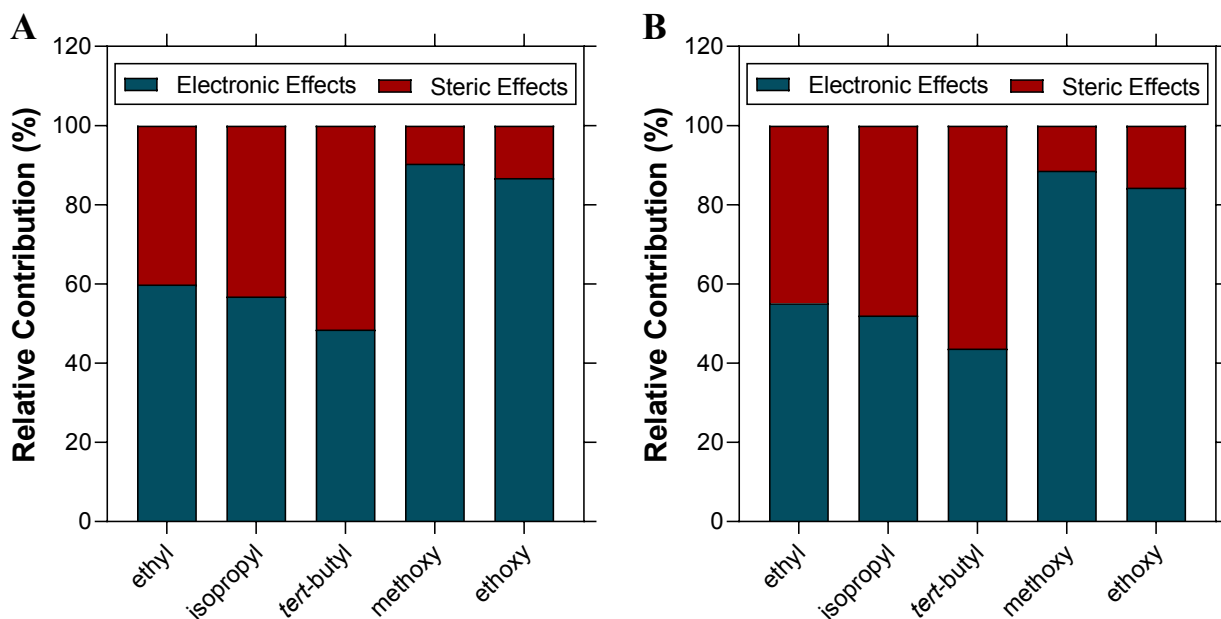 A
Relative Contribution (%)
120
100
80
60
40
20
0
Electronic Effects Steric Effects
ethyl
isopropyl
tert-butyl
methoxy
ethoxy
B
Relative Contribution (%)
120
100
80
60
40
20
0
Electronic Effects Steric Effects
ethyl
isopropyl
tert-butyl
methoxy
ethoxy